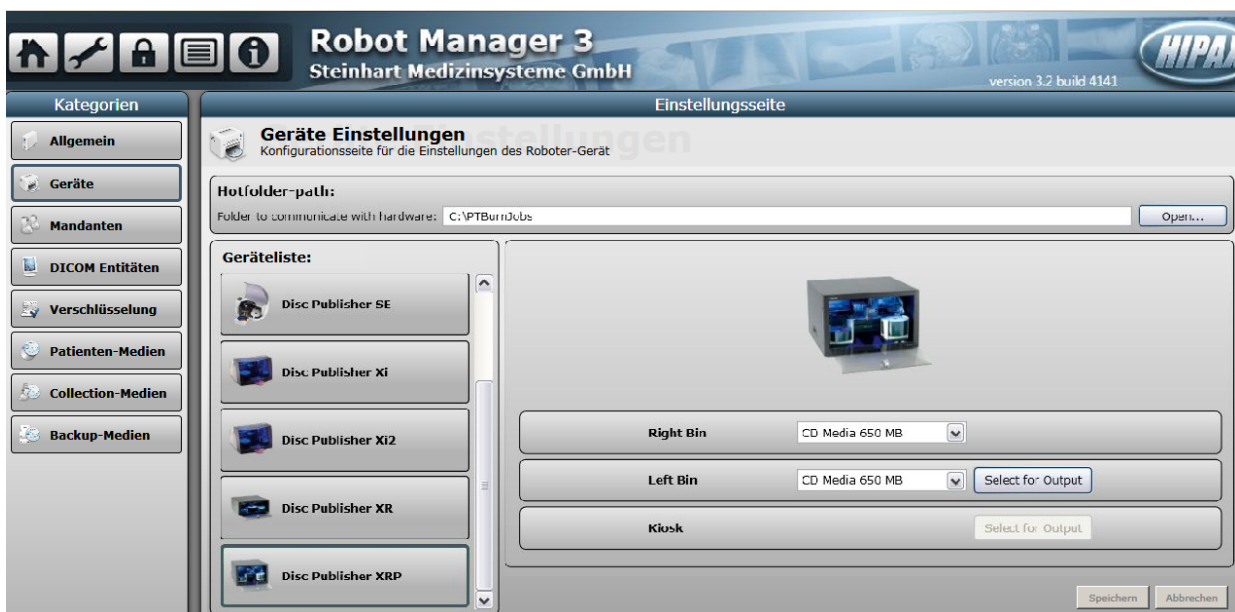 Robot Manager 3
Steinhart Medizinsysteme GmbH
version 3.2 build 4141
HIPAX
Kategorien
Einstellungsseite
Allgemein
Geräte
Mandanten
DICOM Entitäten
Verschlüsselung
Patienten-Medien
Collection-Medien
Backup-Medien
Geräte Einstellungen
Konfigurationsseite für die Einstellungen des Roboter-Gerät
Hotfolder-path:
Folder to communicate with hardware: C:\PTBurnJobs Open...
Geräteliste:
Disc Publisher SE
Disc Publisher Xi
Disc Publisher Xi2
Disc Publisher XR
Disc Publisher XRP
Right Bin CD Media 650 MB
Left Bin CD Media 650 MB Select for Output
Kiosk Select for Output
Speichern Abbrechen